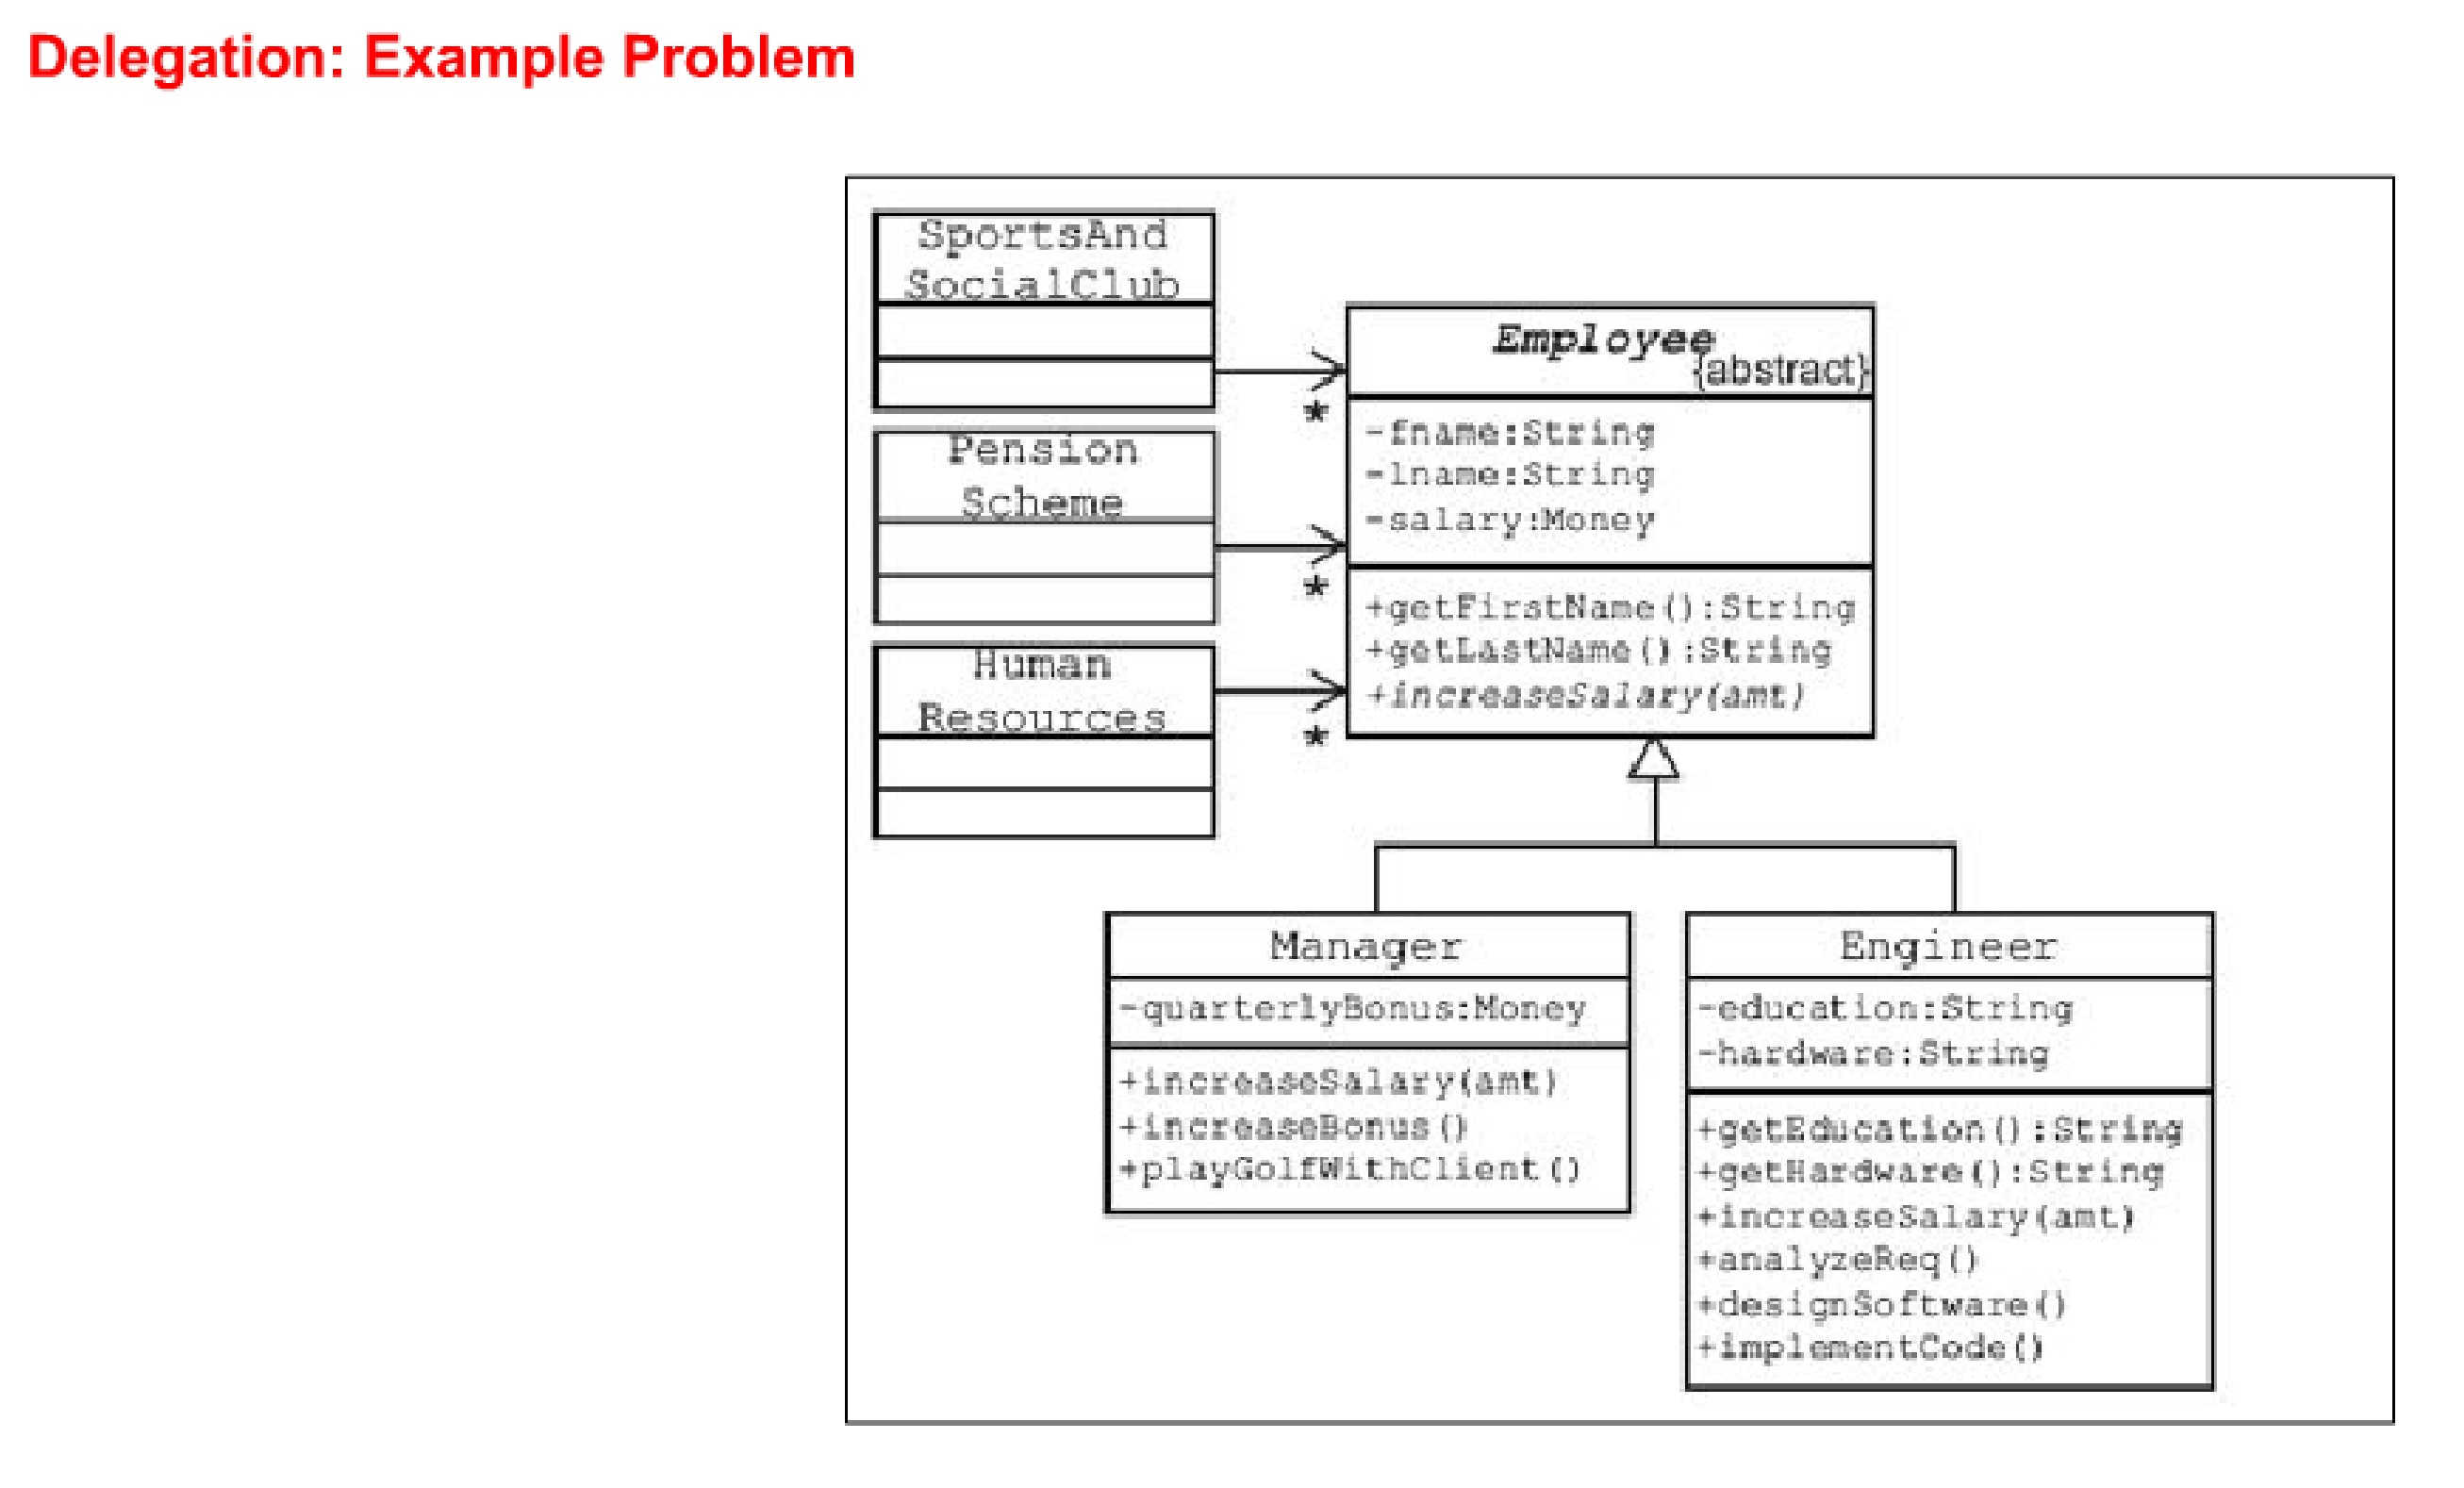 Delegation: Example Problem
SportsAnd
SocialClub
*
Pension
Scheme
*
Human
Resources
*
Employee
{abstract}
-fname:String
-lname:String
-salary:Money
+getFirstName():String
+getLastName():String
+increaseSalary(amt)
Manager
-quarterlyBonus:Money
+increaseSalary(amt)
+increaseBonus()
+playGolfWithClient()
Engineer
-education:String
-hardware:String
+getEducation():String
+getHardware():String
+increaseSalary(amt)
+analyzeReq()
+designSoftware()
+implementCode()